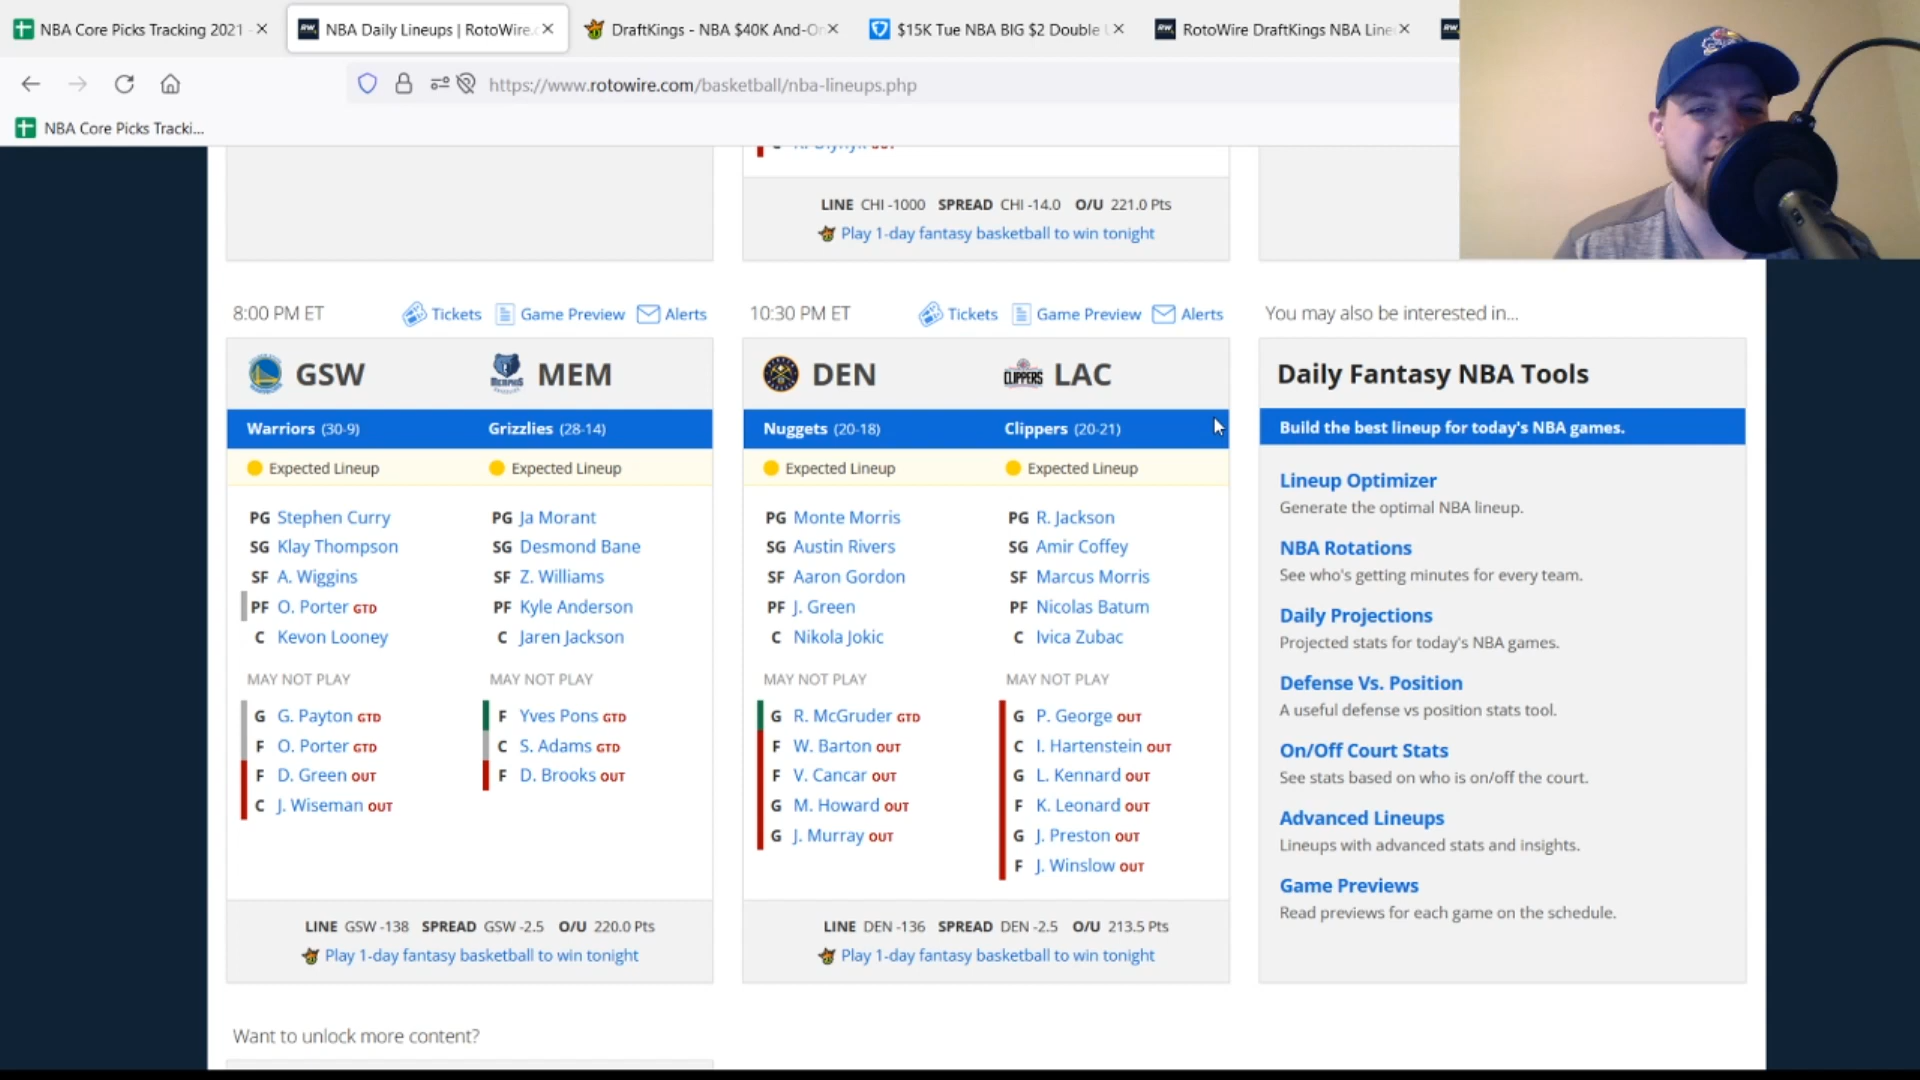 NBA Core Picks Tracking 2021 -
NBA Daily Lineups | RotoWire.c
DraftKings - NBA $40K And-O
$15K Tue NBA BIG $2 Double
RotoWire DraftKings NBA Line
https://www.rotowire.com/basketball/nba-lineups.php
NBA Core Picks Tracki...
LINE CHI -1000 SPREAD CHI -14.0 O/U 221.0 Pts
Play 1-day fantasy basketball to win tonight
8:00 PM ET Tickets Game Preview Alerts
GSW MEM
Warriors (30-9) Grizzlies (28-14)
Expected Lineup Expected Lineup
PG Stephen Curry PG Ja Morant
SG Klay Thompson SG Desmond Bane
SF A. Wiggins SF Z. Williams
PF O. Porter GTD PF Kyle Anderson
C Kevon Looney C Jaren Jackson
MAY NOT PLAY MAY NOT PLAY
G G. Payton GTD F Yves Pons GTD
F O. Porter GTD C S. Adams GTD
F D. Green OUT F D. Brooks OUT
C J. Wiseman OUT
LINE GSW -138 SPREAD GSW -2.5 O/U 220.0 Pts
Play 1-day fantasy basketball to win tonight
10:30 PM ET Tickets Game Preview Alerts
DEN CLIPPERS LAC
Nuggets (20-18) Clippers (20-21)
Expected Lineup Expected Lineup
PG Monte Morris PG R. Jackson
SG Austin Rivers SG Amir Coffey
SF Aaron Gordon SF Marcus Morris
PF J. Green PF Nicolas Batum
C Nikola Jokic C Ivica Zubac
MAY NOT PLAY MAY NOT PLAY
G R. McGruder GTD G P. George OUT
F W. Barton OUT C I. Hartenstein OUT
F V. Cancar OUT G L. Kennard OUT
G M. Howard OUT F K. Leonard OUT
G J. Murray OUT G J. Preston OUT
F J. Winslow OUT
LINE DEN -136 SPREAD DEN -2.5 O/U 213.5 Pts
Play 1-day fantasy basketball to win tonight
You may also be interested in...
Daily Fantasy NBA Tools
Build the best lineup for today's NBA games.
Lineup Optimizer
Generate the optimal NBA lineup.
NBA Rotations
See who's getting minutes for every team.
Daily Projections
Projected stats for today's NBA games.
Defense Vs. Position
A useful defense vs position stats tool.
On/Off Court Stats
See stats based on who is on/off the court.
Advanced Lineups
Lineups with advanced stats and insights.
Game Previews
Read previews for each game on the schedule.
Want to unlock more content?